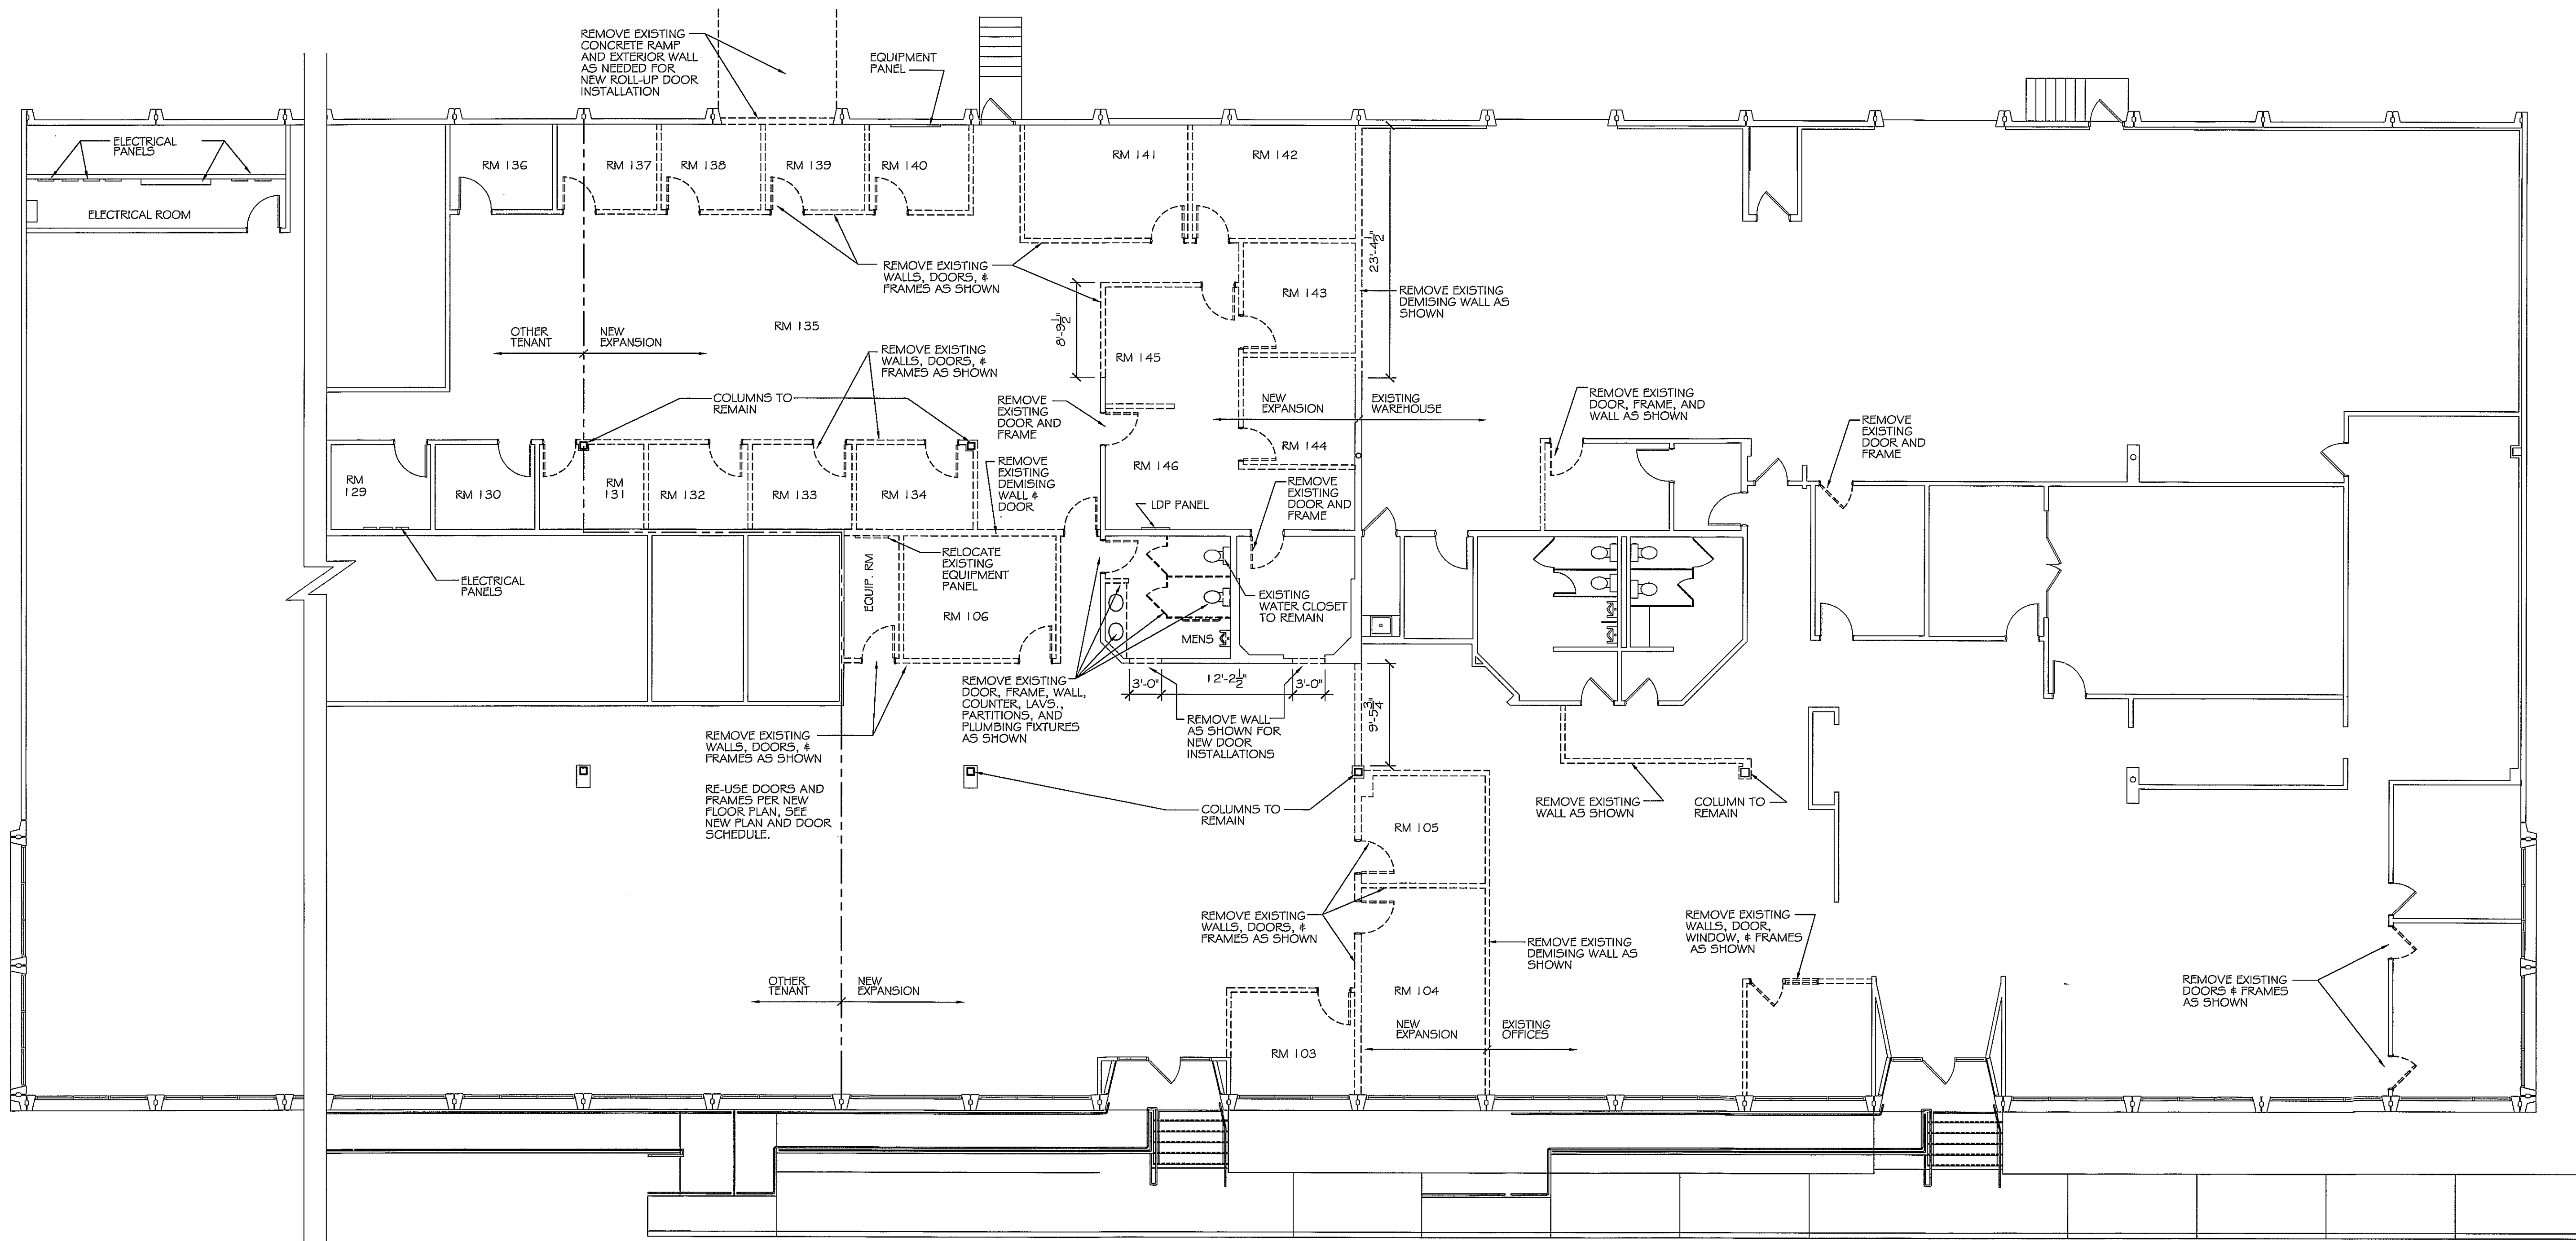 REMOVE EXISTING
CONCRETE RAMP
AND EXTERIOR WALL
AS NEEDED FOR
NEW ROLL-UP DOOR
INSTALLATION
EQUIPMENT
PANEL
ELECTRICAL
PANELS
ELECTRICAL ROOM
RM 136
RM 137
RM 138
RM 139
RM 140
RM 141
RM 142
REMOVE EXISTING
WALLS, DOORS, &
FRAMES AS SHOWN
23'-4 1/2"
RM 143
REMOVE EXISTING
DEMISING WALL AS
SHOWN
OTHER
TENANT
NEW
EXPANSION
RM 135
8'-9 1/2"
RM 145
REMOVE EXISTING
WALLS, DOORS, &
FRAMES AS SHOWN
COLUMNS TO
REMAIN
REMOVE
EXISTING
DOOR AND
FRAME
NEW
EXPANSION
EXISTING
WAREHOUSE
REMOVE EXISTING
DOOR, FRAME, AND
WALL AS SHOWN
REMOVE
EXISTING
DOOR AND
FRAME
RM 144
RM
129
RM 130
RM
131
RM 132
RM 133
RM 134
REMOVE
EXISTING
DEMISING
WALL &
DOOR
RM 146
LDP PANEL
REMOVE
EXISTING
DOOR AND
FRAME
ELECTRICAL
PANELS
EQUIP. RM
RELOCATE
EXISTING
EQUIPMENT
PANEL
RM 106
EXISTING
WATER CLOSET
TO REMAIN
MENS
REMOVE EXISTING
DOOR, FRAME, WALL,
COUNTER, LAVS.,
PARTITIONS, AND
PLUMBING FIXTURES
AS SHOWN
3'-0"
12'-2 1/2"
3'-0"
9'-5 3/4"
REMOVE WALL
AS SHOWN FOR
NEW DOOR
INSTALLATIONS
REMOVE EXISTING
WALLS, DOORS, &
FRAMES AS SHOWN
RE-USE DOORS AND
FRAMES PER NEW
FLOOR PLAN, SEE
NEW PLAN AND DOOR
SCHEDULE.
COLUMNS TO
REMAIN
REMOVE EXISTING
WALL AS SHOWN
COLUMN TO
REMAIN
RM 105
REMOVE EXISTING
WALLS, DOORS, &
FRAMES AS SHOWN
REMOVE EXISTING
DEMISING WALL AS
SHOWN
REMOVE EXISTING
WALLS, DOOR,
WINDOW, & FRAMES
AS SHOWN
OTHER
TENANT
NEW
EXPANSION
RM 104
REMOVE EXISTING
DOORS & FRAMES
AS SHOWN
NEW
EXPANSION
EXISTING
OFFICES
RM 103